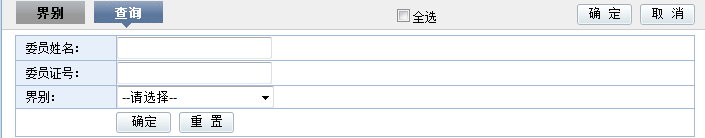 界别 查询 全选 确 定 取 消
委员姓名:
委员证号:
界别: --请选择--
确定 重 置